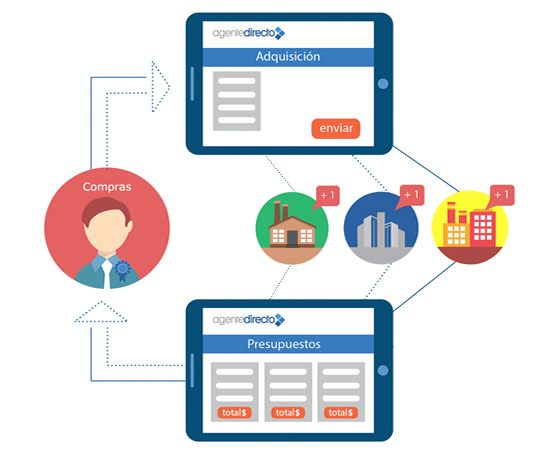 agentedirecto
Adquisición
enviar
Compras
+ 1
+ 1
+ 1
agentedirecto
Presupuestos
total$
total$
total$